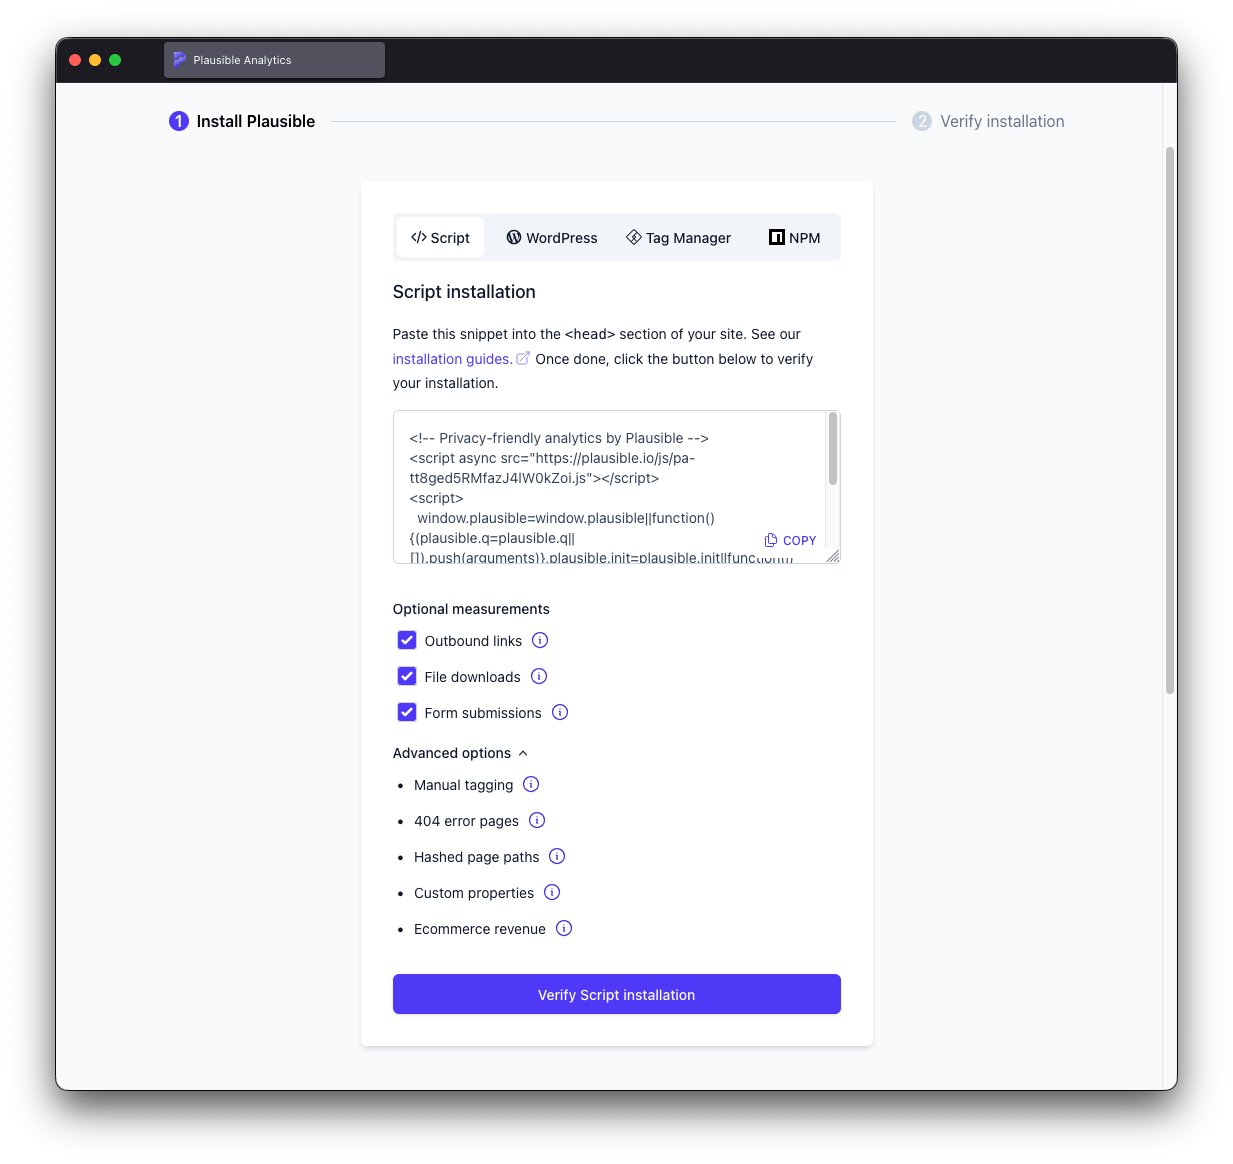 Plausible Analytics
1 Install Plausible
2 Verify installation
</> Script
WordPress
Tag Manager
NPM
Script installation
Paste this snippet into the <head> section of your site. See our
installation guides. Once done, click the button below to verify
your installation.
<!-- Privacy-friendly analytics by Plausible -->
<script async src="https://plausible.io/js/pa-
tt8ged5RMfazJ4lW0kZoi.js"></script>
<script>
window.plausible=window.plausible||function()
{(plausible.q=plausible.q||
[]).push(arguments)},plausible.init=plausible.init||function(i)
COPY
Optional measurements
Outbound links
File downloads
Form submissions
Advanced options
• Manual tagging
• 404 error pages
• Hashed page paths
• Custom properties
• Ecommerce revenue
Verify Script installation